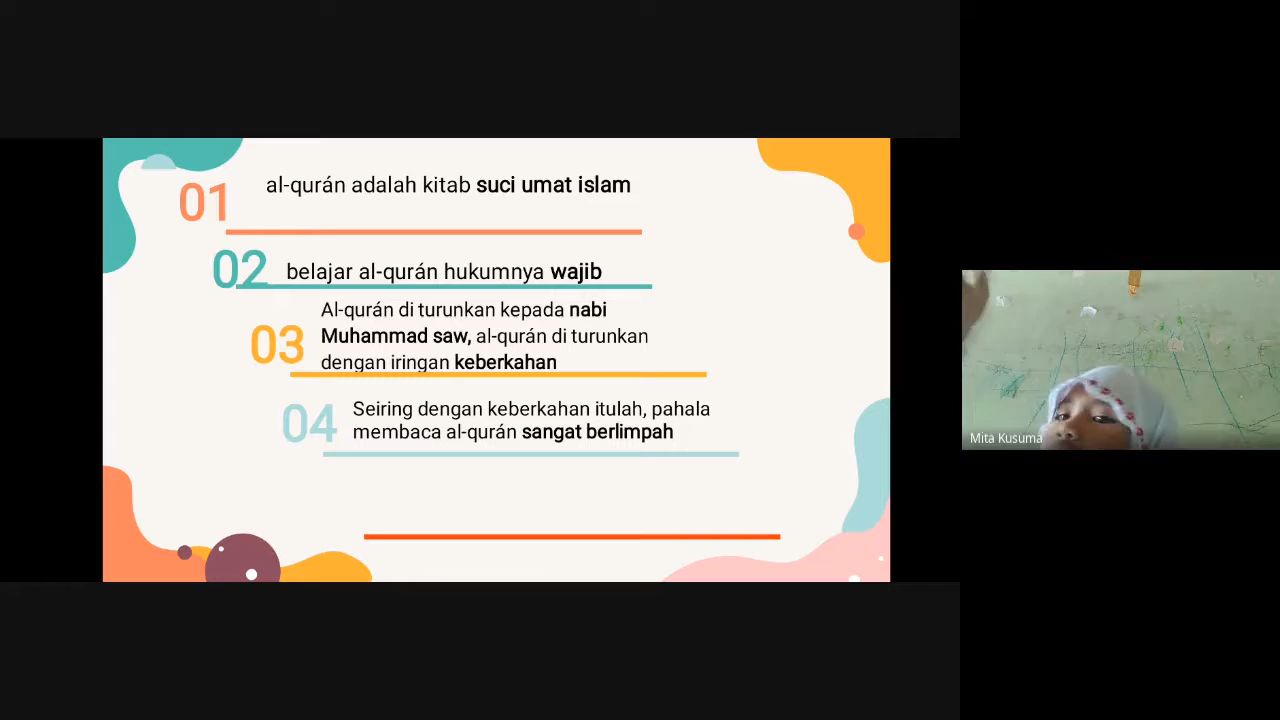 01
al-qurán adalah kitab suci umat islam
02
belajar al-qurán hukumnya wajib
03
Al-qurán di turunkan kepada nabi
Muhammad saw, al-qurán di turunkan
dengan iringan keberkahan
04
Seiring dengan keberkahan itulah, pahala
membaca al-qurán sangat berlimpah
Mita Kusuma